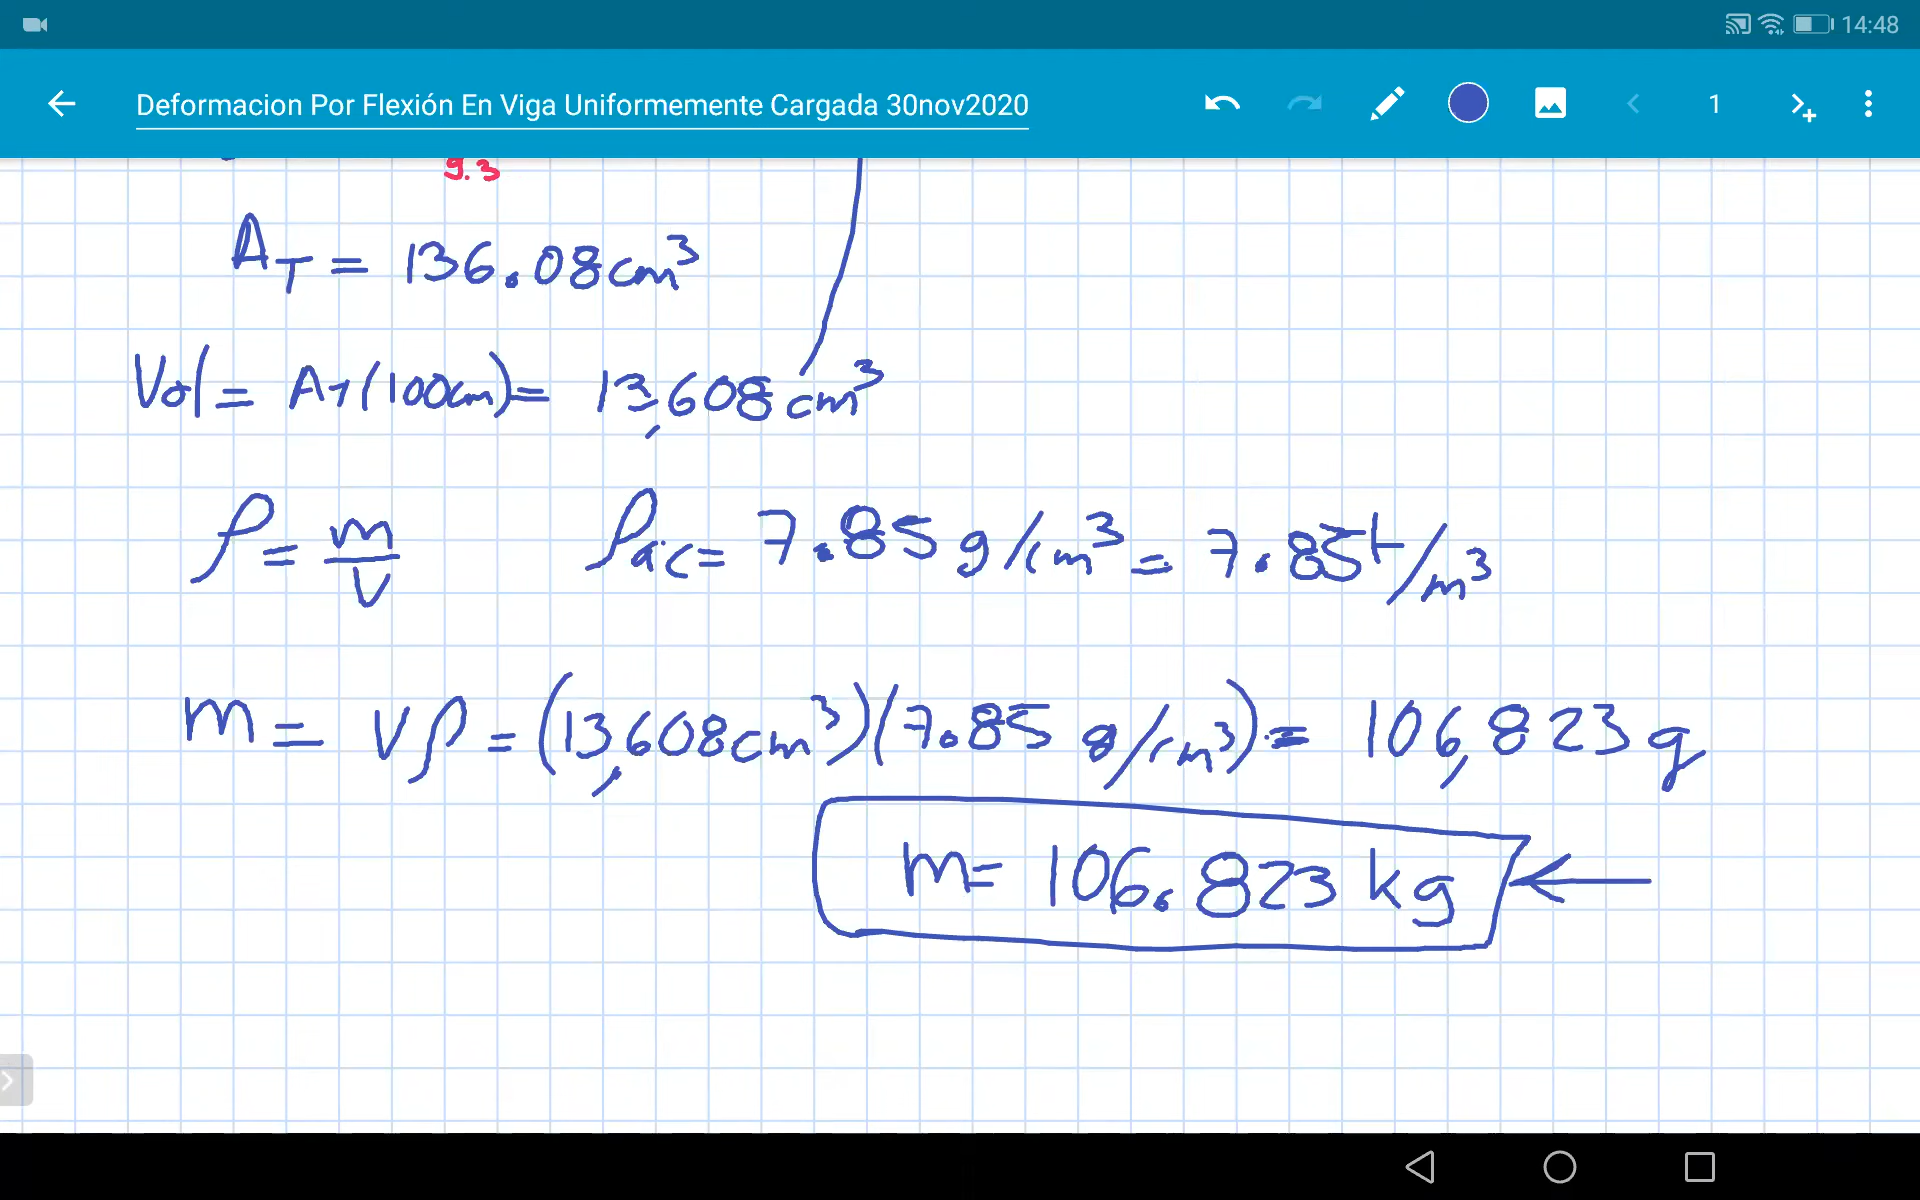 14:48
Deformacion Por Flexión En Viga Uniformemente Cargada 30nov2020 1
9.3
A_T = 136.08 cm³
Vol = A_T (100cm) = 13,608 cm³
ρ = m/V ρ_ac = 7.85 g/cm³ = 7.85 t/m³
m = Vρ = (13,608 cm³)(7.85 g/cm³) = 106,823 g
m = 106.823 kg